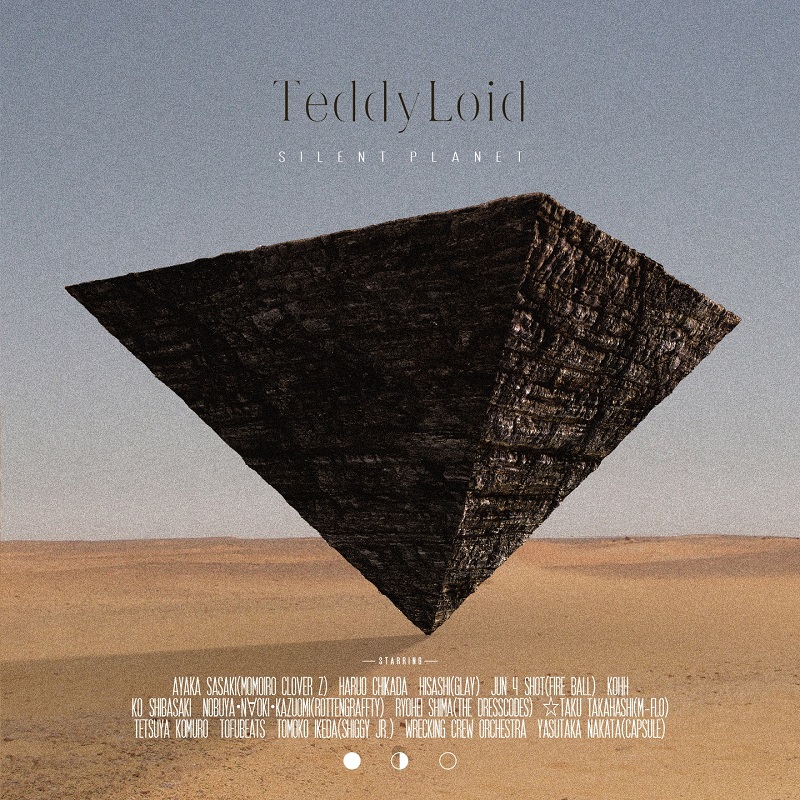 TeddyLoid
SILENT PLANET
STARRING
AYAKA SASAKI(MOMOIRO CLOVER Z) HARUO CHIKADA HISASHI(GLAY) JUN 4 SHOT(FIRE BALL) KOHH
KO SHIBASAKI NOBUYA•N∀OKI•KAZUOMI(ROTTENGRAFFTY) RYOHEI SHIMA(THE DRESSCODES) ☆TAKU TAKAHASHI(M-FLO)
TETSUYA KOMURO TOFUBEATS TOMOKO IKEDA(SHIGGY JR.) WRECKING CREW ORCHESTRA YASUTAKA NAKATA(CAPSULE)